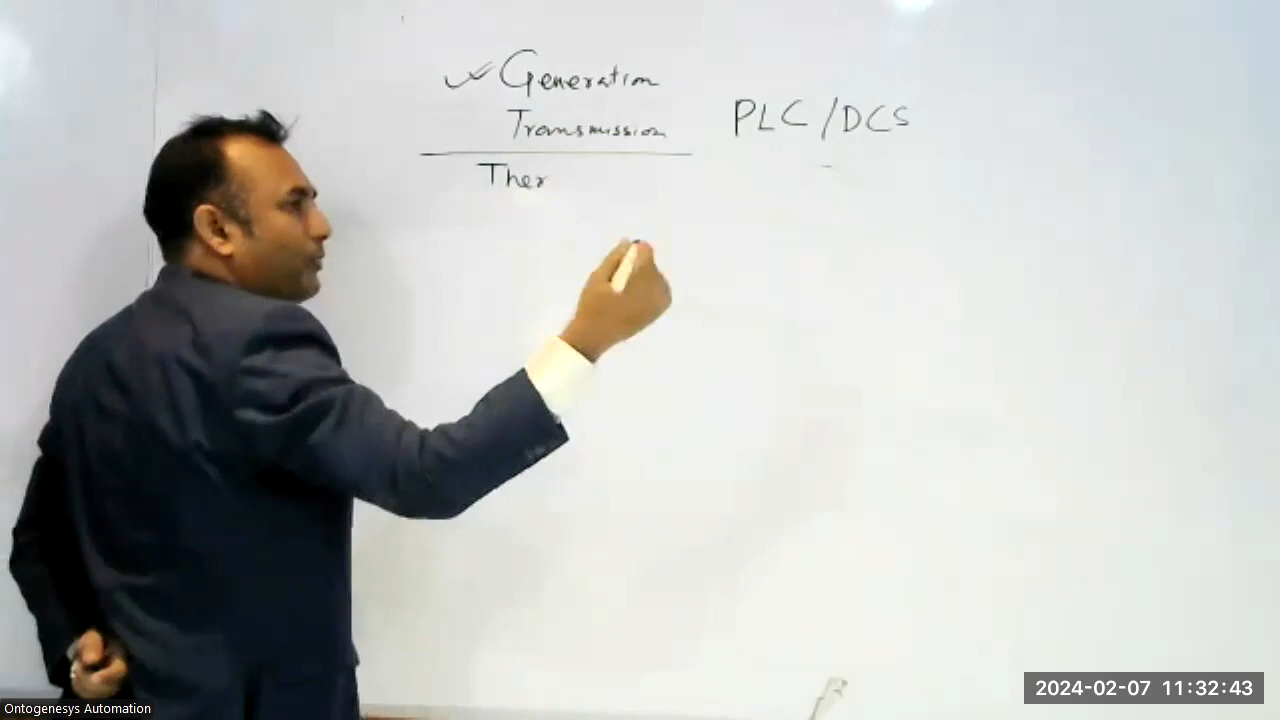 Generation
Transmission
PLC/DCS
Ther
2024-02-07 11:32:43
Ontogenesys Automation